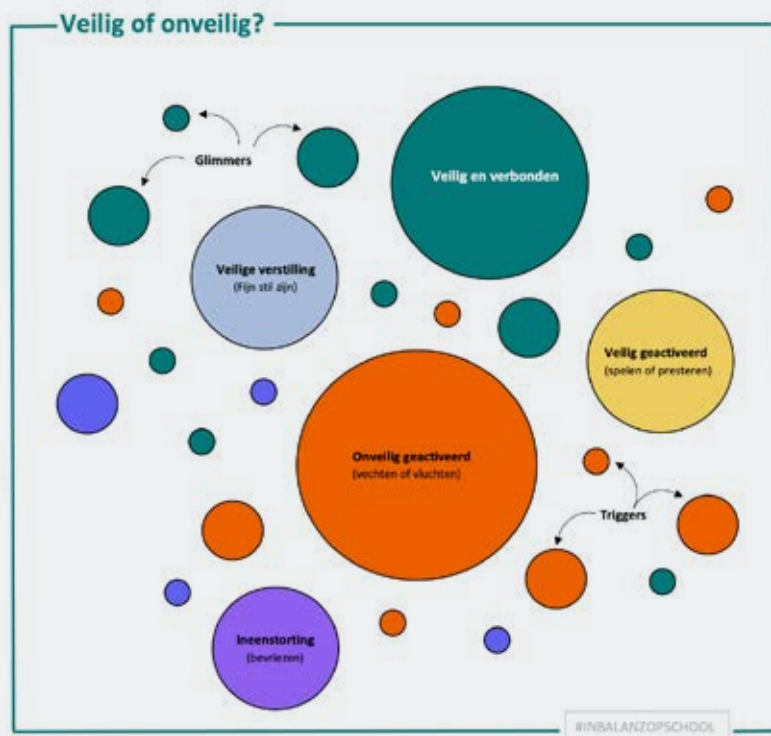 Veilig of onveilig?
Glimmers
Veilig en verbonden
Veilige verstilling
(Fijn stil zijn)
Veilig geactiveerd
(spelen of presteren)
Onveilig geactiveerd
(vechten of vluchten)
Triggers
Ineenstorting
(bevriezen)
#INBALANZOPSCHOOL